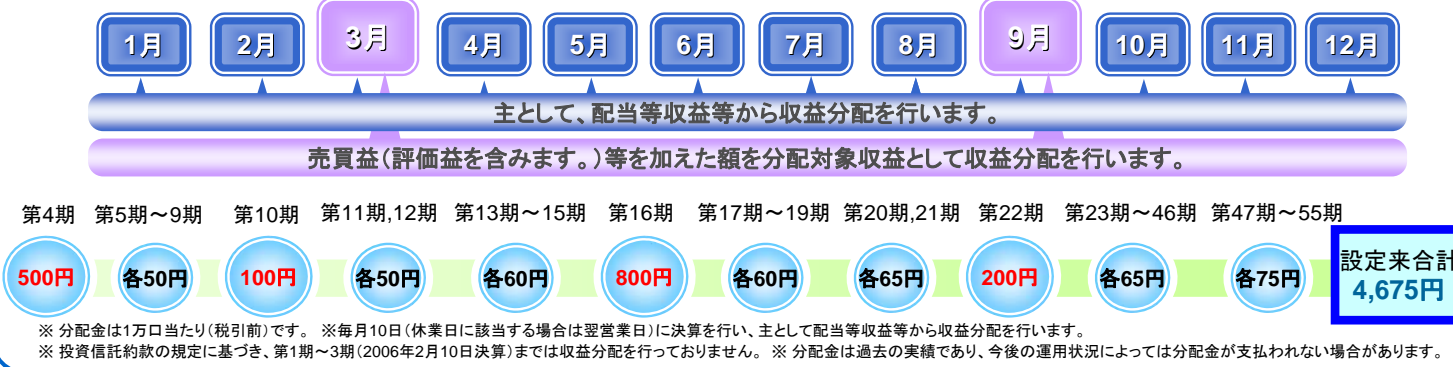 1月 2月 3月 4月 5月 6月 7月 8月 9月 10月 11月 12月
主として、配当等収益等から収益分配を行います。
売買益(評価益を含みます。)等を加えた額を分配対象収益として収益分配を行います。
第4期 第5期～9期 第10期 第11期,12期 第13期～15期 第16期 第17期～19期 第20期,21期 第22期 第23期～46期 第47期～55期
500円 各50円 100円 各50円 各60円 800円 各60円 各65円 200円 各65円 各75円
設定来合計
4,675円
※ 分配金は1万口当たり(税引前)です。 ※毎月10日(休業日に該当する場合は翌営業日)に決算を行い、主として配当等収益等から収益分配を行います。
※ 投資信託約款の規定に基づき、第1期～3期(2006年2月10日決算)までは収益分配を行っておりません。 ※ 分配金は過去の実績であり、今後の運用状況によっては分配金が支払われない場合があります。